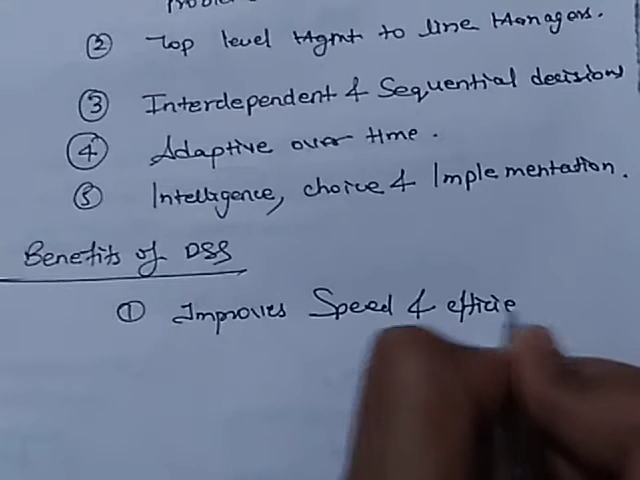 ② Top level Mgmt to line Managers.
③ Interdependent & Sequential decisions
④ Adaptive over time.
⑤ Intelligence, choice & Implementation.
Benefits of DSS
① Improves Speed & efficie